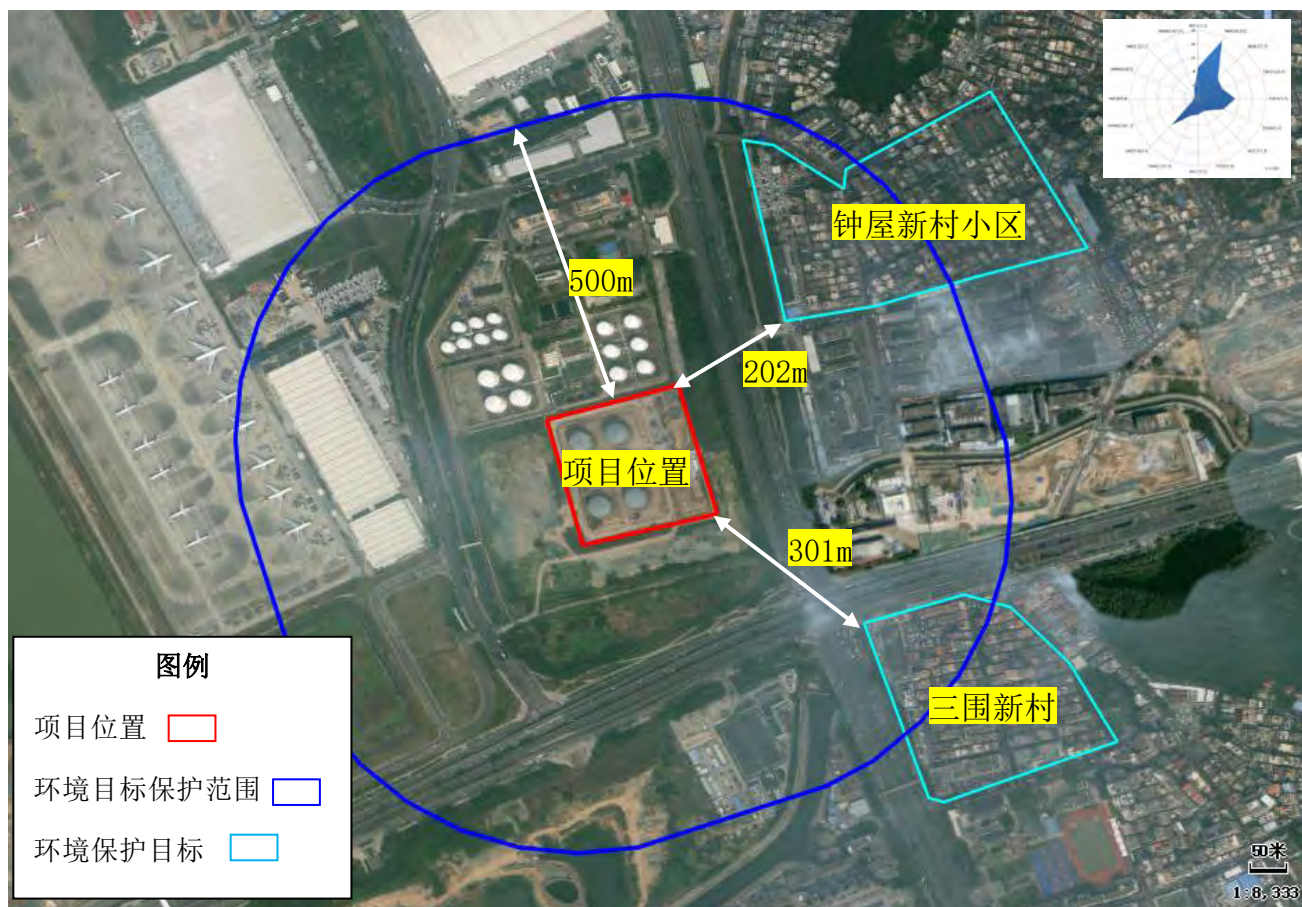 钟屋新村小区
500m
202m
项目位置
301m
三围新村
图例
项目位置
环境目标保护范围
环境保护目标
50米
1:8,333